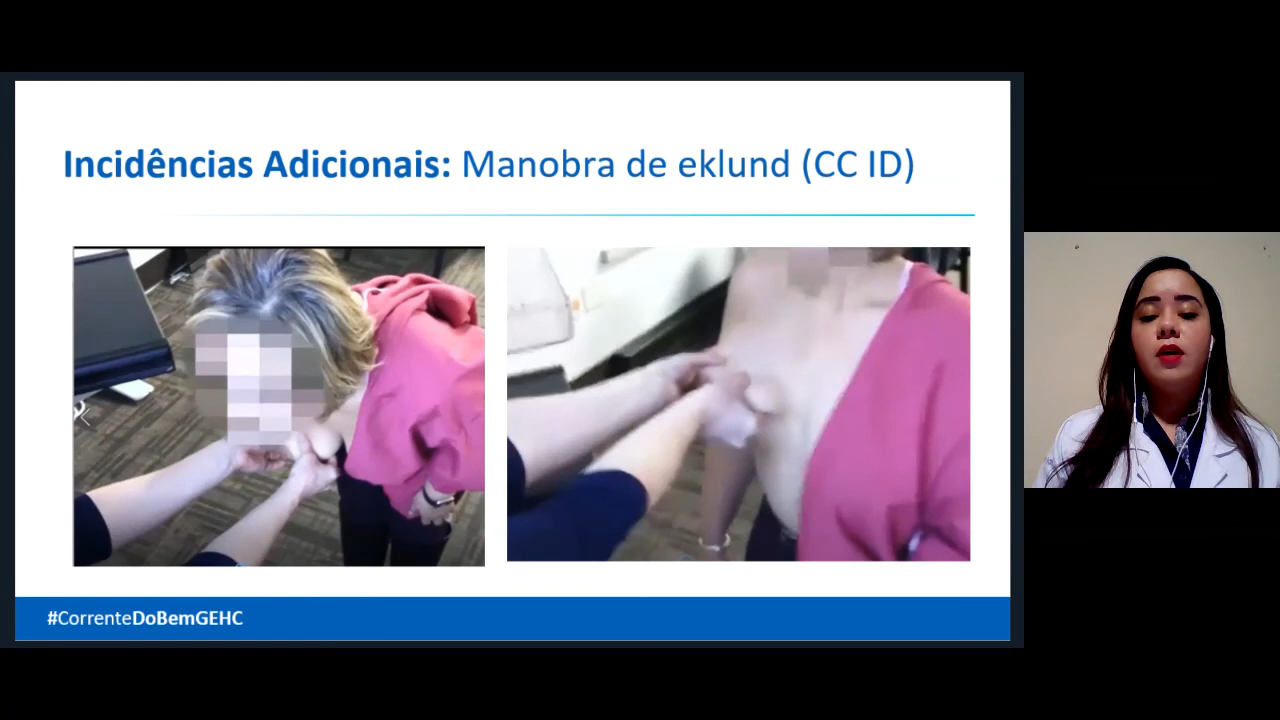 Incidências Adicionais: Manobra de eklund (CC ID)
#CorrenteDoBemGEHC